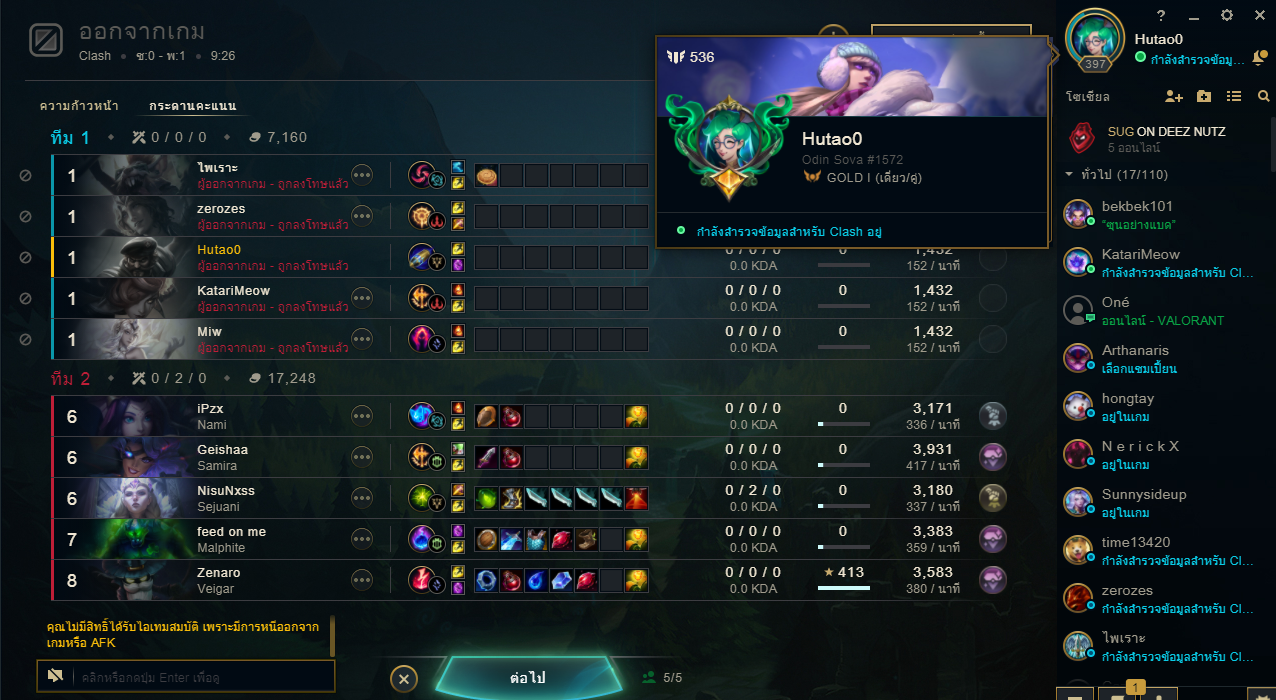 ออกจากเกม
Clash • ช:0 - พ:1 • 9:26
ความก้าวหน้า กระดานคะแนน
ทีม 1 • 0 / 0 / 0 • 7,160
1 ไพเราะ
ผู้ออกจากเกม - ถูกลงโทษแล้ว
1 zerozes
ผู้ออกจากเกม - ถูกลงโทษแล้ว
1 Hutao0
ผู้ออกจากเกม - ถูกลงโทษแล้ว
0 / 0 / 0 0 1,432
0.0 KDA 152 / นาที
1 KatariMeow
ผู้ออกจากเกม - ถูกลงโทษแล้ว
0 / 0 / 0 0 1,432
0.0 KDA 152 / นาที
1 Miw
ผู้ออกจากเกม - ถูกลงโทษแล้ว
0 / 0 / 0 0 1,432
0.0 KDA 152 / นาที
ทีม 2 • 0 / 2 / 0 • 17,248
6 iPzx
Nami
0 / 0 / 0 0 3,171
0.0 KDA 336 / นาที
6 Geishaa
Samira
0 / 0 / 0 0 3,931
0.0 KDA 417 / นาที
6 NisuNxss
Sejuani
0 / 2 / 0 0 3,180
0.0 KDA 337 / นาที
7 feed on me
Malphite
0 / 0 / 0 0 3,383
0.0 KDA 359 / นาที
8 Zenaro
Veigar
0 / 0 / 0 413 3,583
0.0 KDA 380 / นาที
คุณไม่มีสิทธิ์ได้รับไอเทมสมบัติ เพราะมีการหนีออกจาก
เกมหรือ AFK
คลิกหรือกดปุ่ม Enter เพื่อคุย
ต่อไป
5/5
536
Hutao0
Odin Sova #1572
GOLD I (เดี่ยว/คู่)
กำลังสำรวจข้อมูลสำหรับ Clash อยู่
397
Hutao0
กำลังสำรวจข้อมู...
โซเชียล
SUG ON DEEZ NUTZ
5 ออนไลน์
ทั่วไป (17/110)
bekbek101
"ซุนอย่างแบด"
KatariMeow
กำลังสำรวจข้อมูลสำหรับ Cl...
Oné
ออนไลน์ - VALORANT
Arthanaris
เลือกแชมเปี้ยน
hongtay
อยู่ในเกม
N e r i c k X
อยู่ในเกม
Sunnysideup
อยู่ในเกม
time13420
กำลังสำรวจข้อมูลสำหรับ Cl...
zerozes
กำลังสำรวจข้อมูลสำหรับ Cl...
ไพเราะ
กำลังสำรวจข้อมูลสำหรับ Cl...
1